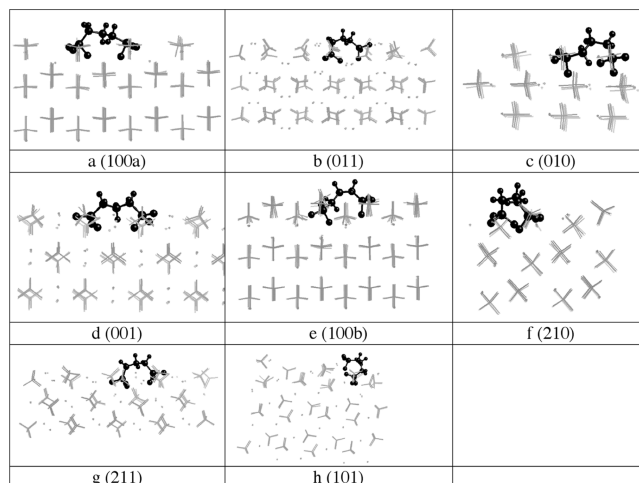 a (100a)
b (011)
c (010)
d (001)
e (100b)
f (210)
g (211)
h (101)